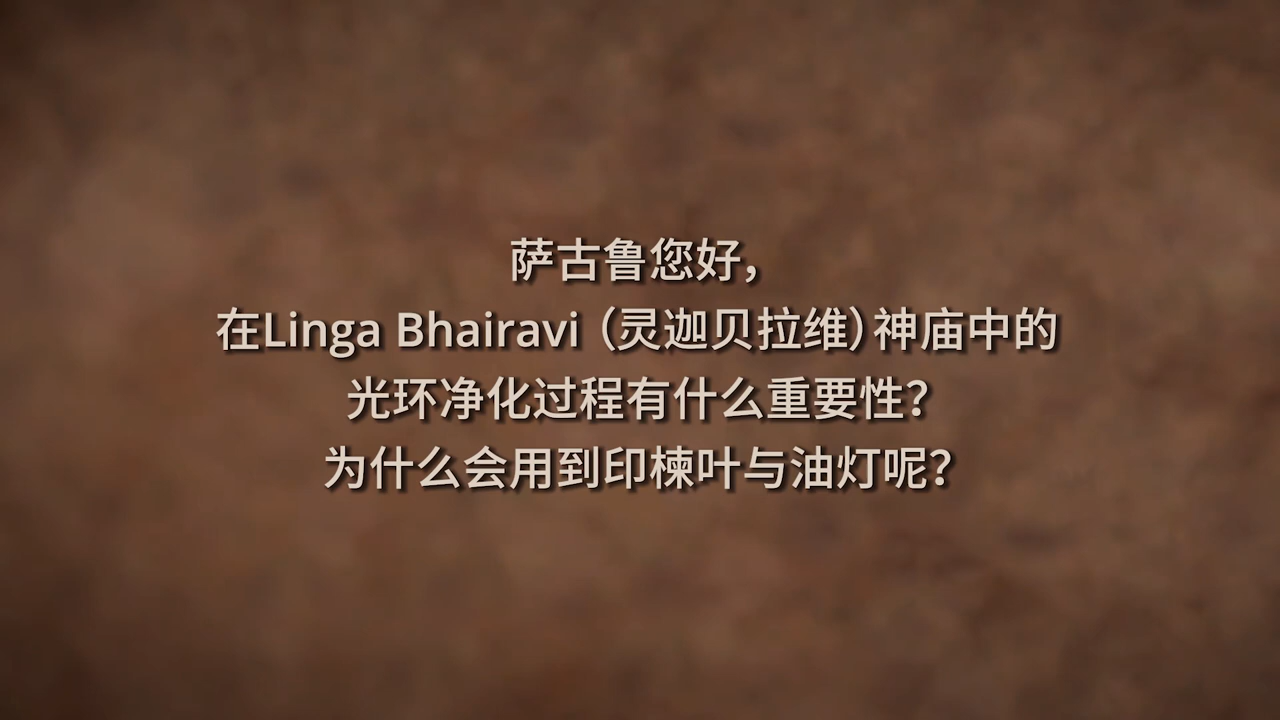 萨古鲁您好，
在Linga Bhairavi（灵迦贝拉维）神庙中的
光环净化过程有什么重要性？
为什么会用到印楝叶与油灯呢？